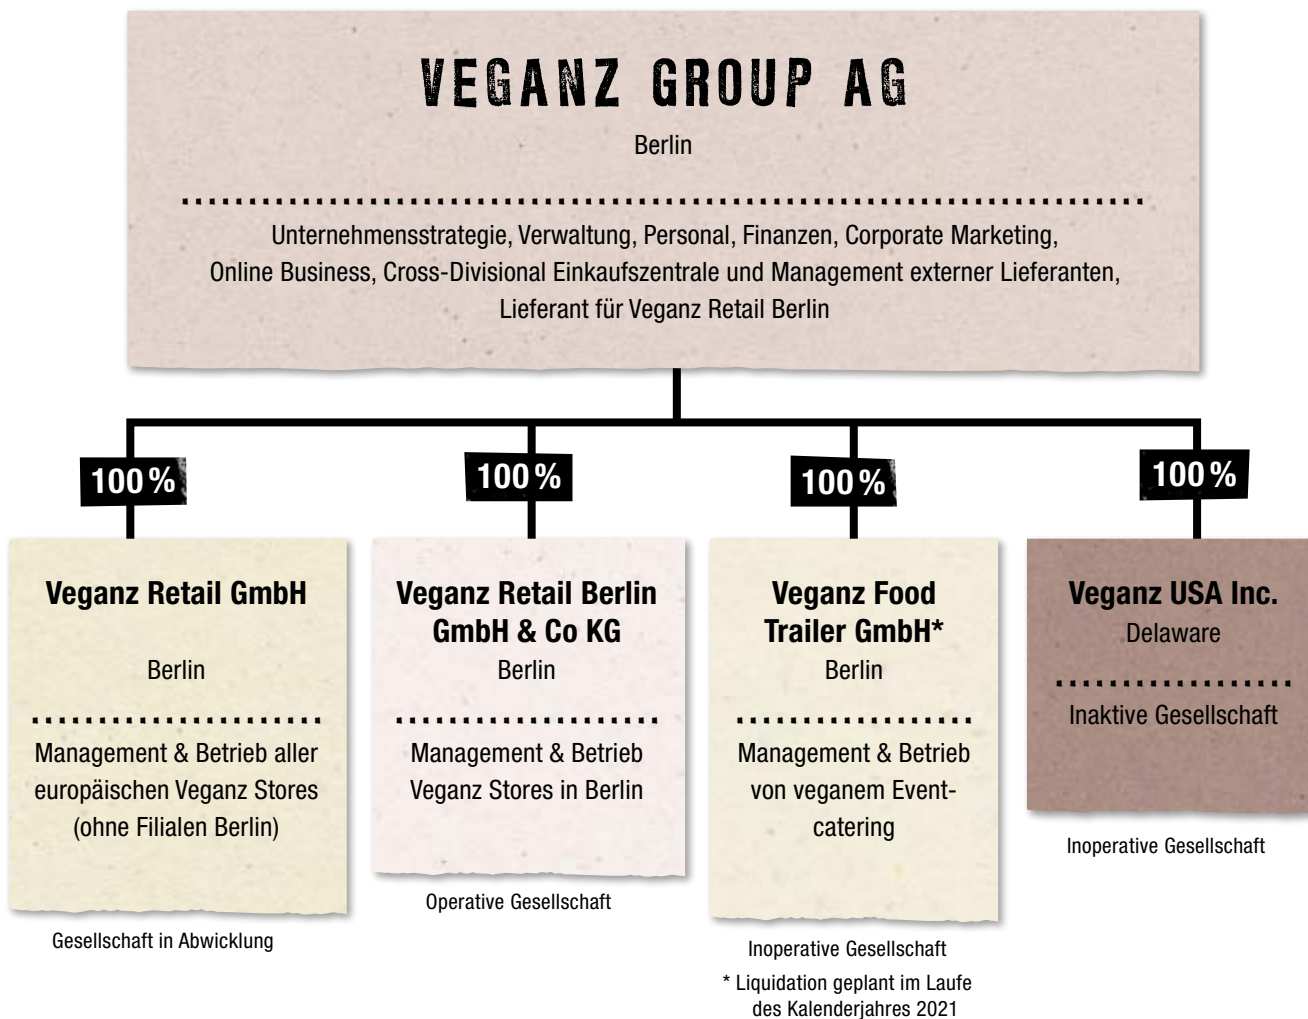 VEGANZ GROUP AG
Berlin
Unternehmensstrategie, Verwaltung, Personal, Finanzen, Corporate Marketing,
Online Business, Cross-Divisional Einkaufszentrale und Management externer Lieferanten,
Lieferant für Veganz Retail Berlin
100 %
100 %
100 %
100 %
Veganz Retail GmbH
Berlin
Management & Betrieb aller
europäischen Veganz Stores
(ohne Filialen Berlin)
Gesellschaft in Abwicklung
Veganz Retail Berlin
GmbH & Co KG
Berlin
Management & Betrieb
Veganz Stores in Berlin
Operative Gesellschaft
Veganz Food
Trailer GmbH*
Berlin
Management & Betrieb
von veganem Event-
catering
Inoperative Gesellschaft
* Liquidation geplant im Laufe
des Kalenderjahres 2021
Veganz USA Inc.
Delaware
Inaktive Gesellschaft
Inoperative Gesellschaft